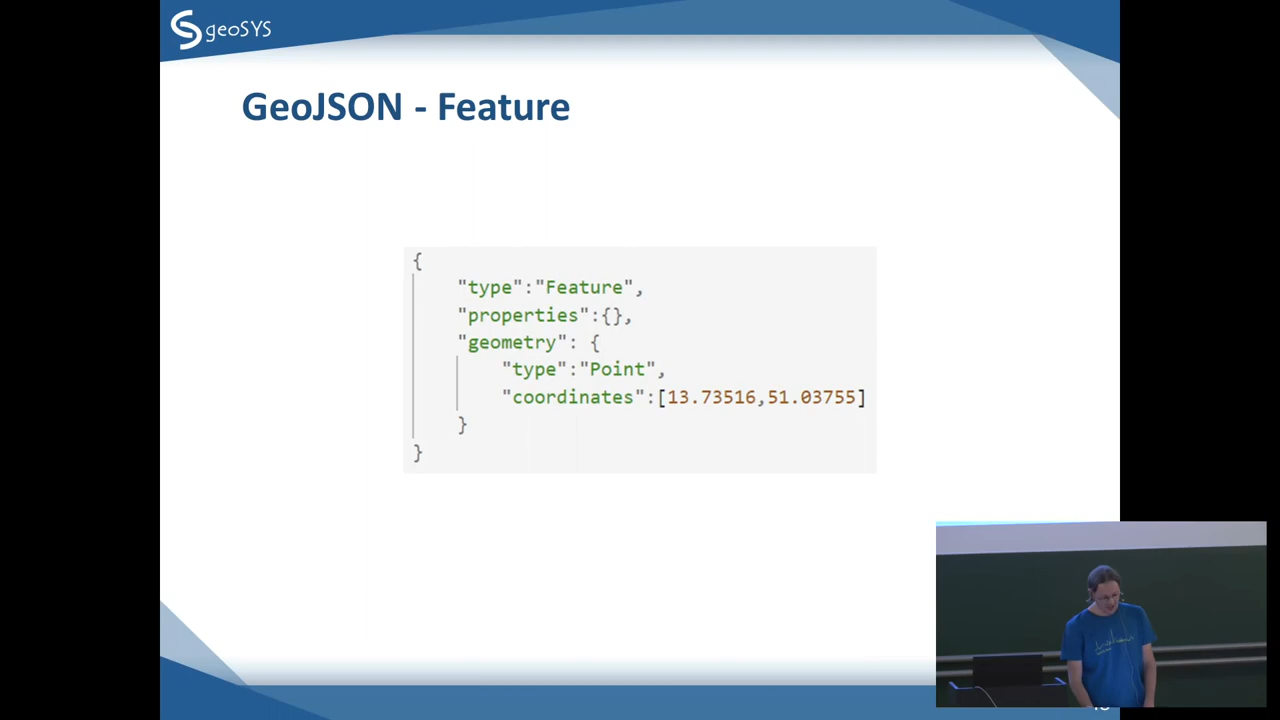 geoSYS
GeoJSON - Feature
{
"type":"Feature",
"properties":{},
"geometry": {
"type":"Point",
"coordinates":[13.73516,51.03755]
}
}